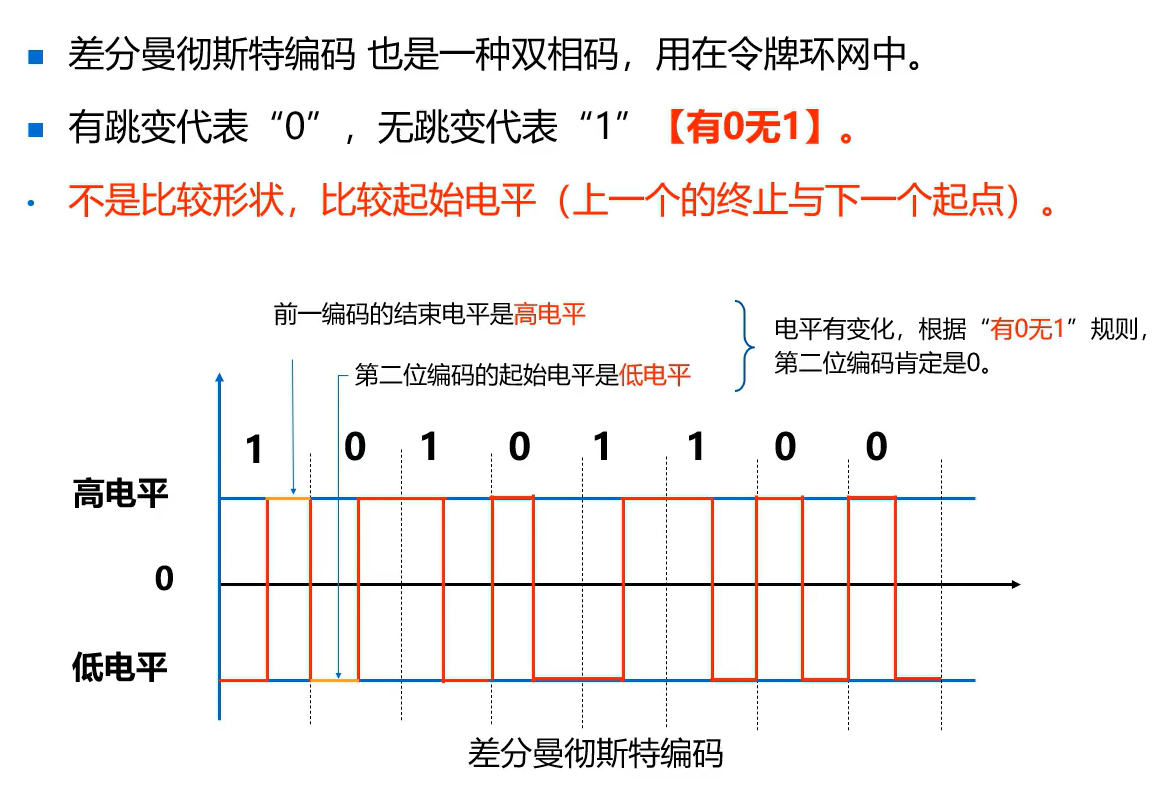 差分曼彻斯特编码 也是一种双相码，用在令牌环网中。
有跳变代表“0”，无跳变代表“1”【有0无1】。
不是比较形状，比较起始电平（上一个的终止与下一个起点）。
前一编码的结束电平是高电平
第二位编码的起始电平是低电平
电平有变化，根据“有0无1”规则，
第二位编码肯定是0。
1 0 1 0 1 1 0 0
高电平
0
低电平
差分曼彻斯特编码